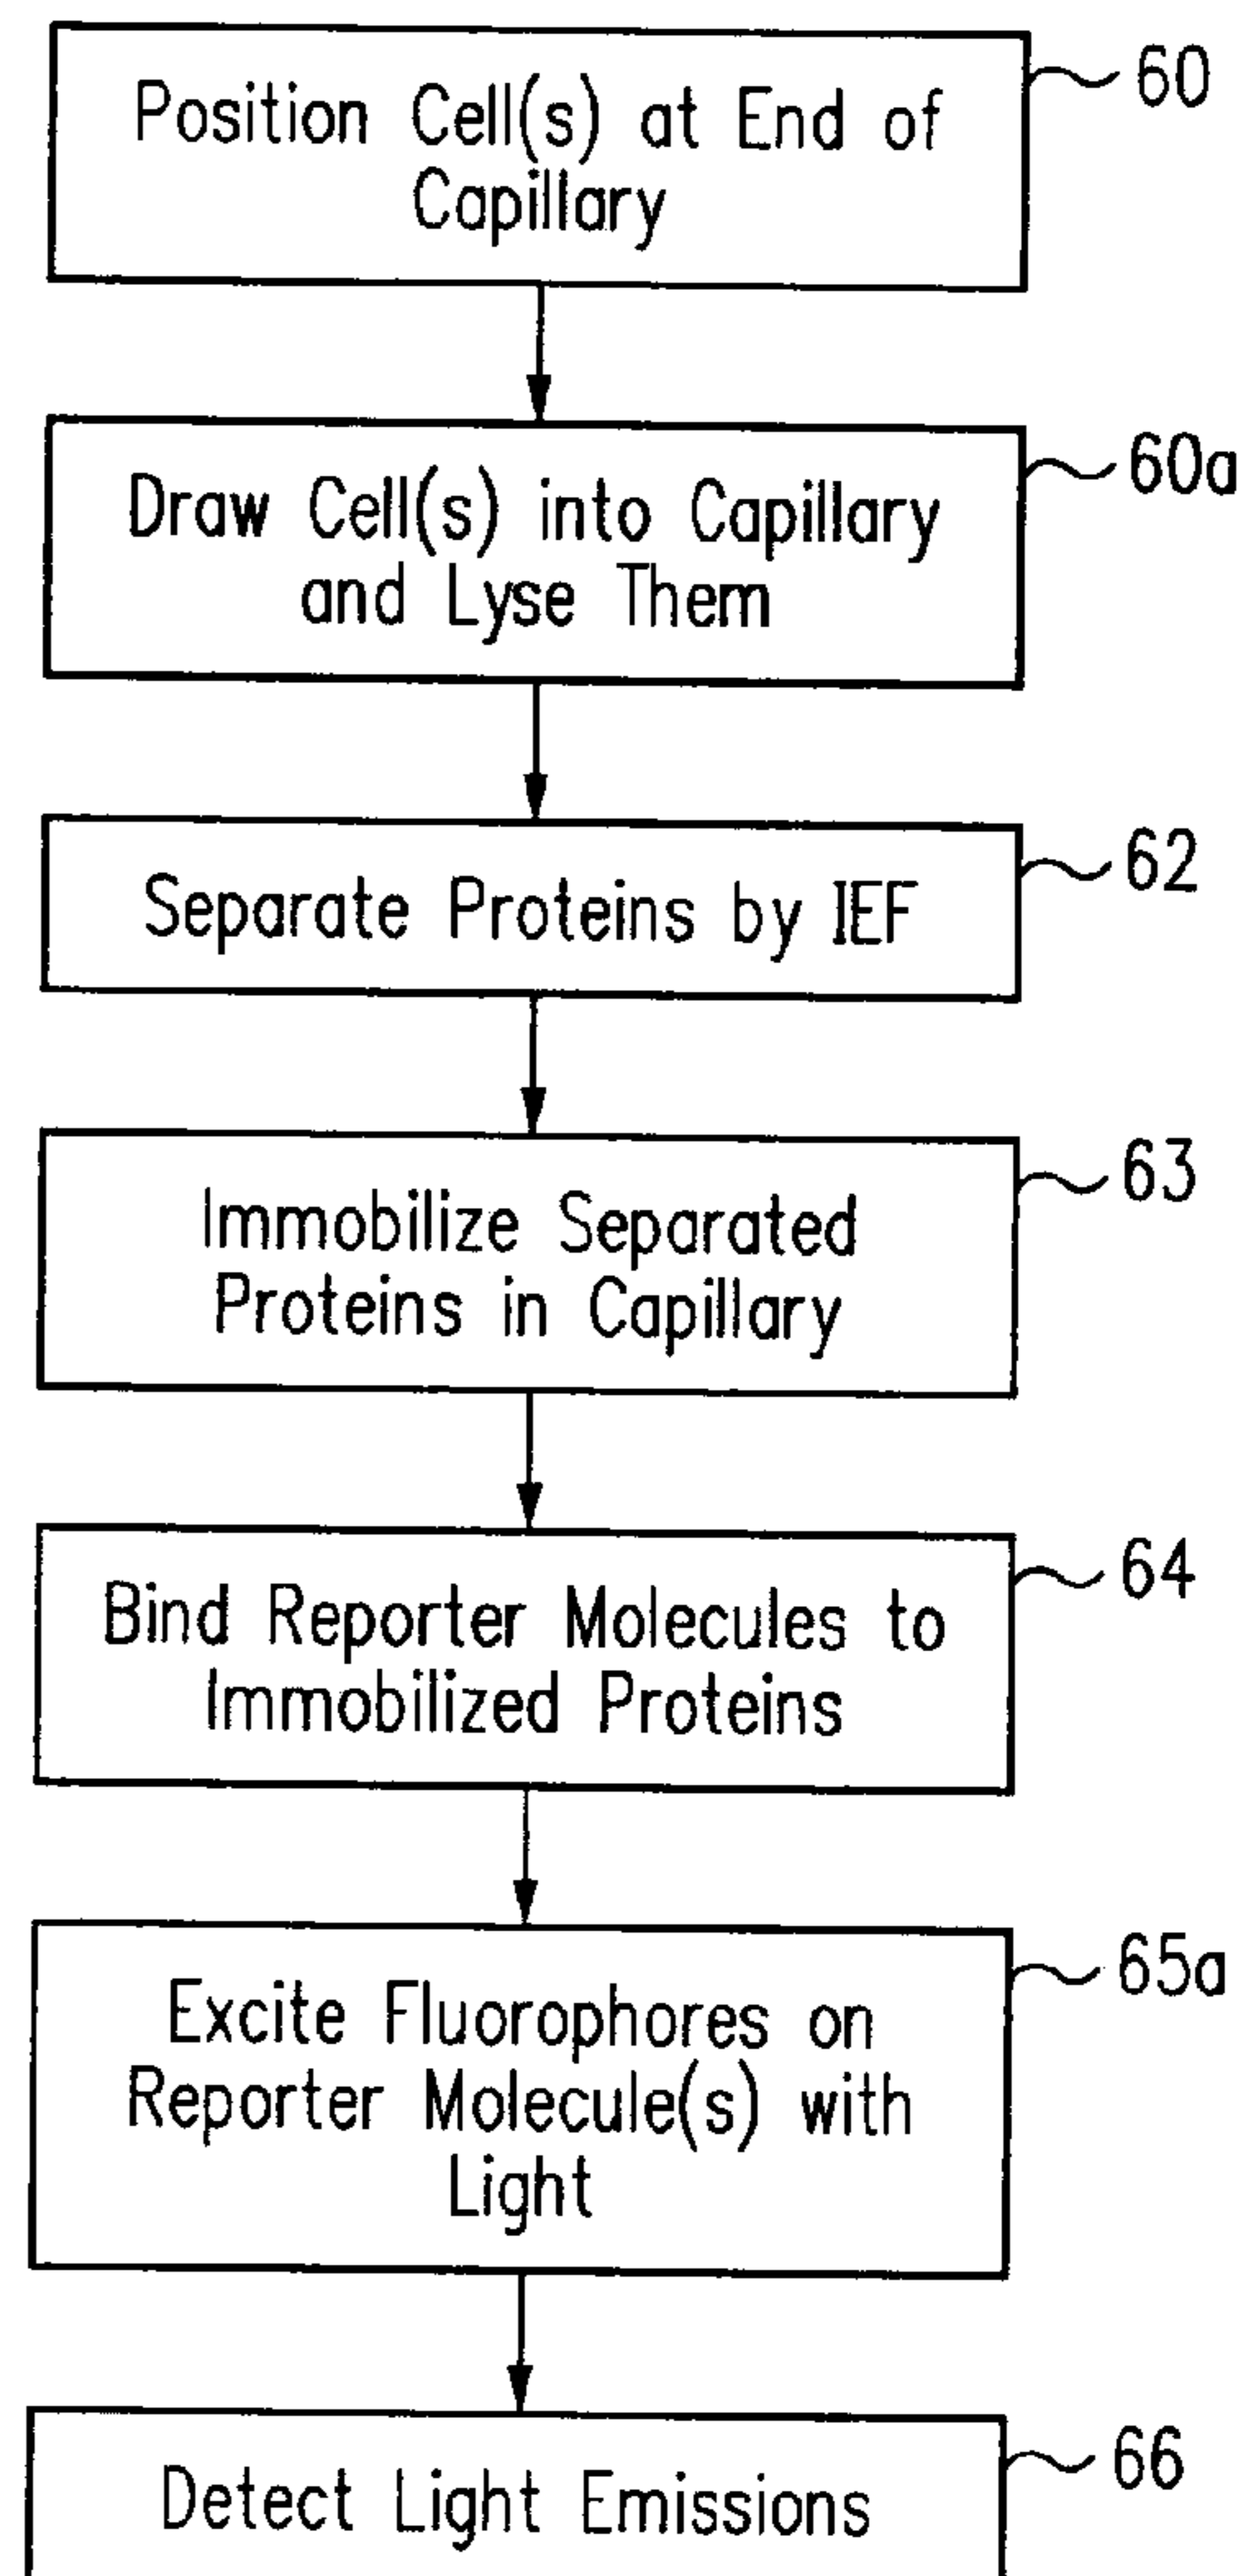 Position Cell(s) at End of
Capillary
60
Draw Cell(s) into Capillary
and Lyse Them
60a
Separate Proteins by IEF
62
Immobilize Separated
Proteins in Capillary
63
Bind Reporter Molecules to
Immobilized Proteins
64
Excite Fluorophores on
Reporter Molecule(s) with
Light
65a
Detect Light Emissions
66